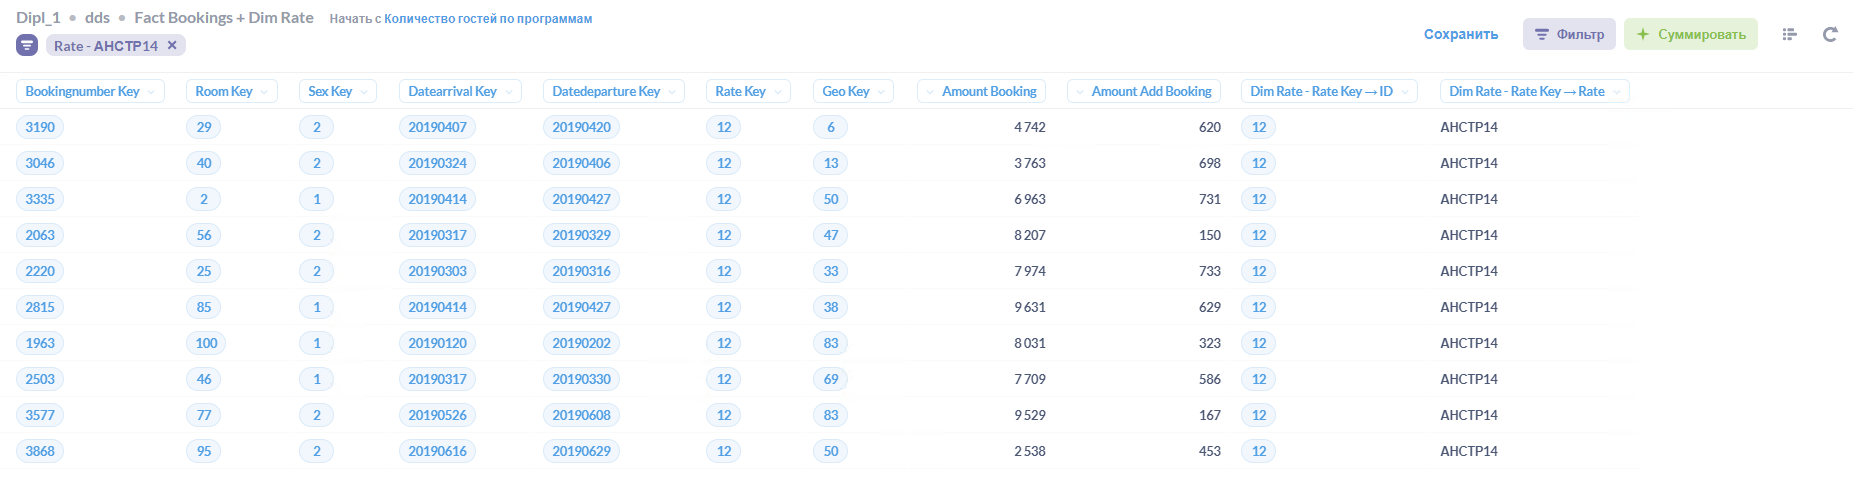 Dipl_1 • dds • Fact Bookings + Dim Rate Начать с Количество гостей по программам
Rate - АНСТР14 ✕
Сохранить Фильтр Суммировать
Bookingnumber Key Room Key Sex Key Datearrival Key Datedeparture Key Rate Key Geo Key Amount Booking Amount Add Booking Dim Rate - Rate Key → ID Dim Rate - Rate Key → Rate
3190 29 2 20190407 20190420 12 6 4 742 620 12 АНСТР14
3046 40 2 20190324 20190406 12 13 3 763 698 12 АНСТР14
3335 2 1 20190414 20190427 12 50 6 963 731 12 АНСТР14
2063 56 2 20190317 20190329 12 47 8 207 150 12 АНСТР14
2220 25 2 20190303 20190316 12 33 7 974 733 12 АНСТР14
2815 85 1 20190414 20190427 12 38 9 631 629 12 АНСТР14
1963 100 1 20190120 20190202 12 83 8 031 323 12 АНСТР14
2503 46 1 20190317 20190330 12 69 7 709 586 12 АНСТР14
3577 77 2 20190526 20190608 12 83 9 529 167 12 АНСТР14
3868 95 2 20190616 20190629 12 50 2 538 453 12 АНСТР14